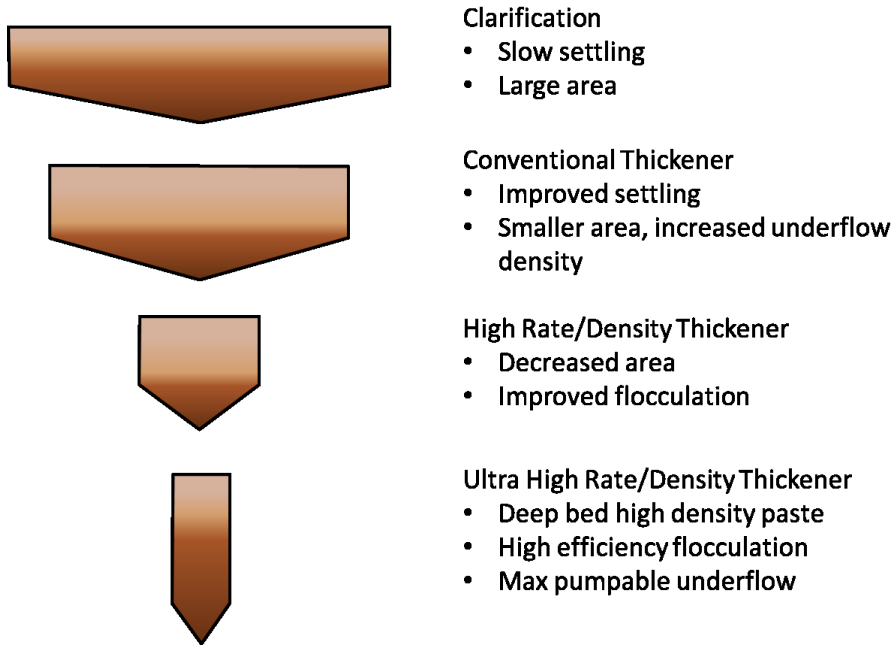 Clarification
• Slow settling
• Large area
Conventional Thickener
• Improved settling
• Smaller area, increased underflow
density
High Rate/Density Thickener
• Decreased area
• Improved flocculation
Ultra High Rate/Density Thickener
• Deep bed high density paste
• High efficiency flocculation
• Max pumpable underflow